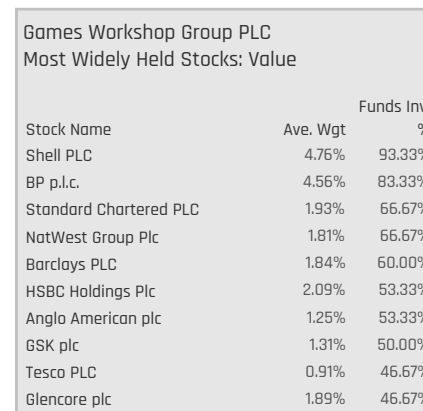 Games Workshop Group PLC
Most Widely Held Stocks: Value
Funds Inv
Stock Name Ave. Wgt %
Shell PLC 4.76% 93.33%
BP p.l.c. 4.56% 83.33%
Standard Chartered PLC 1.93% 66.67%
NatWest Group Plc 1.81% 66.67%
Barclays PLC 1.84% 60.00%
HSBC Holdings Plc 2.09% 53.33%
Anglo American plc 1.25% 53.33%
GSK plc 1.31% 50.00%
Tesco PLC 0.91% 46.67%
Glencore plc 1.89% 46.67%